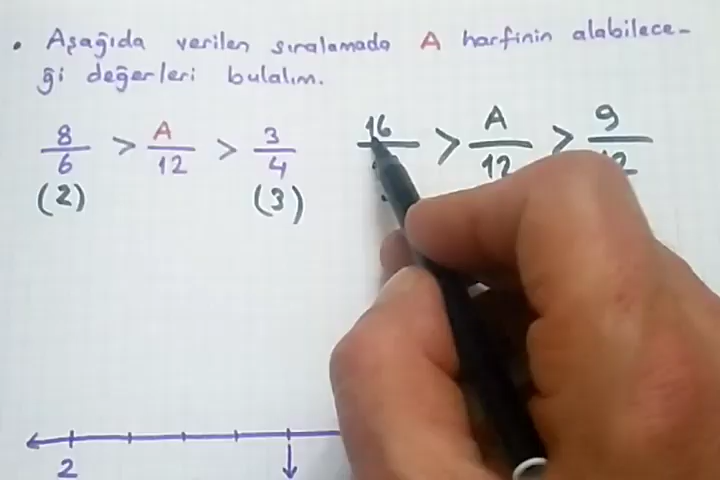 • Aşağıda verilen sıralamada A harfinin alabilece-
ği değerleri bulalım.
8/6 > A/12 > 3/4
(2) (3)
16 > A/12 > 9
2